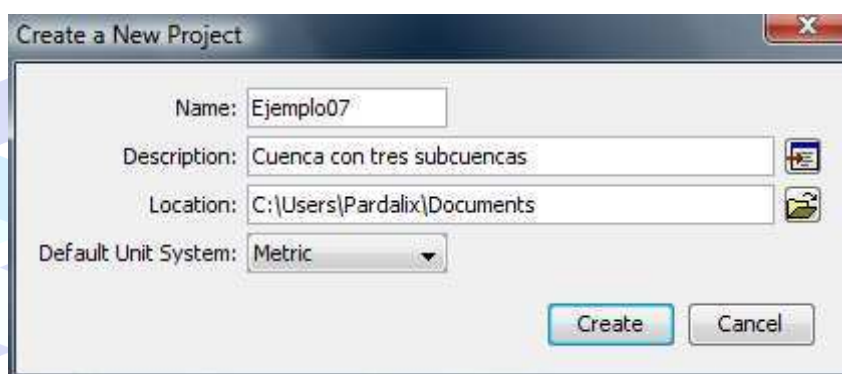 Create a New Project
Name: Ejemplo07
Description: Cuenca con tres subcuencas
Location: C:\Users\Pardalix\Documents
Default Unit System: Metric
Create Cancel